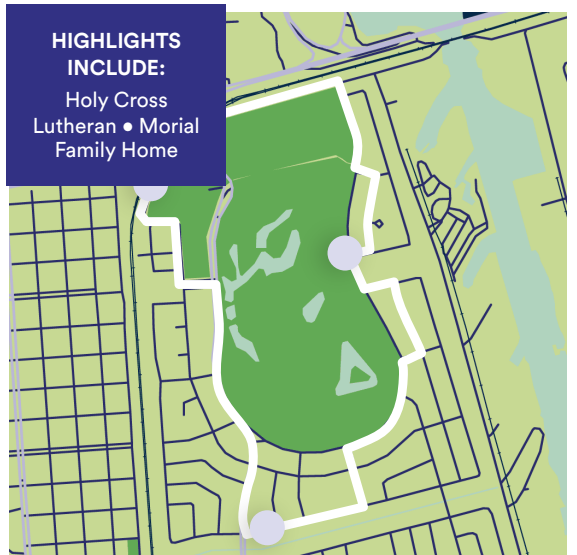 HIGHLIGHTS
INCLUDE:
Holy Cross
Lutheran • Morial
Family Home